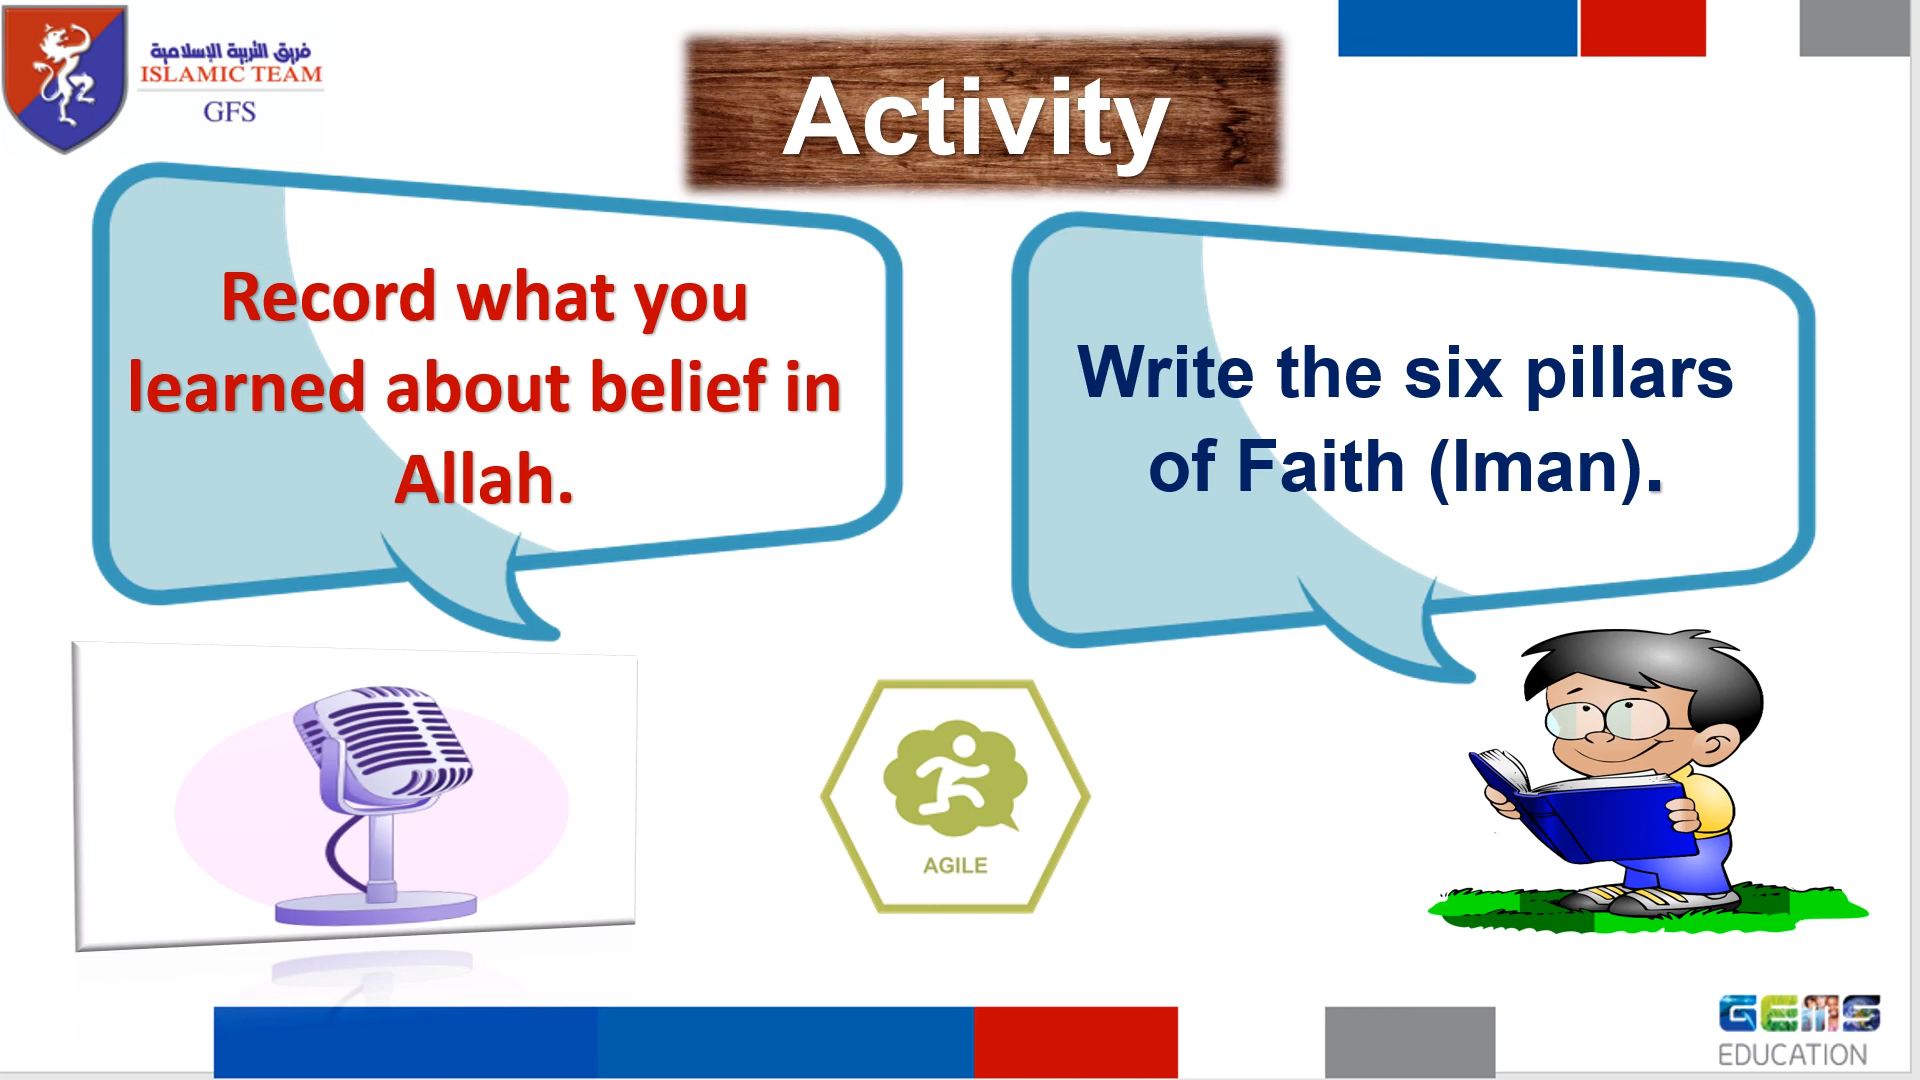 فريق التربية الإسلامية
ISLAMIC TEAM
GFS
Activity
Record what you
learned about belief in
Allah.
Write the six pillars
of Faith (Iman).
AGILE
GEMS
EDUCATION